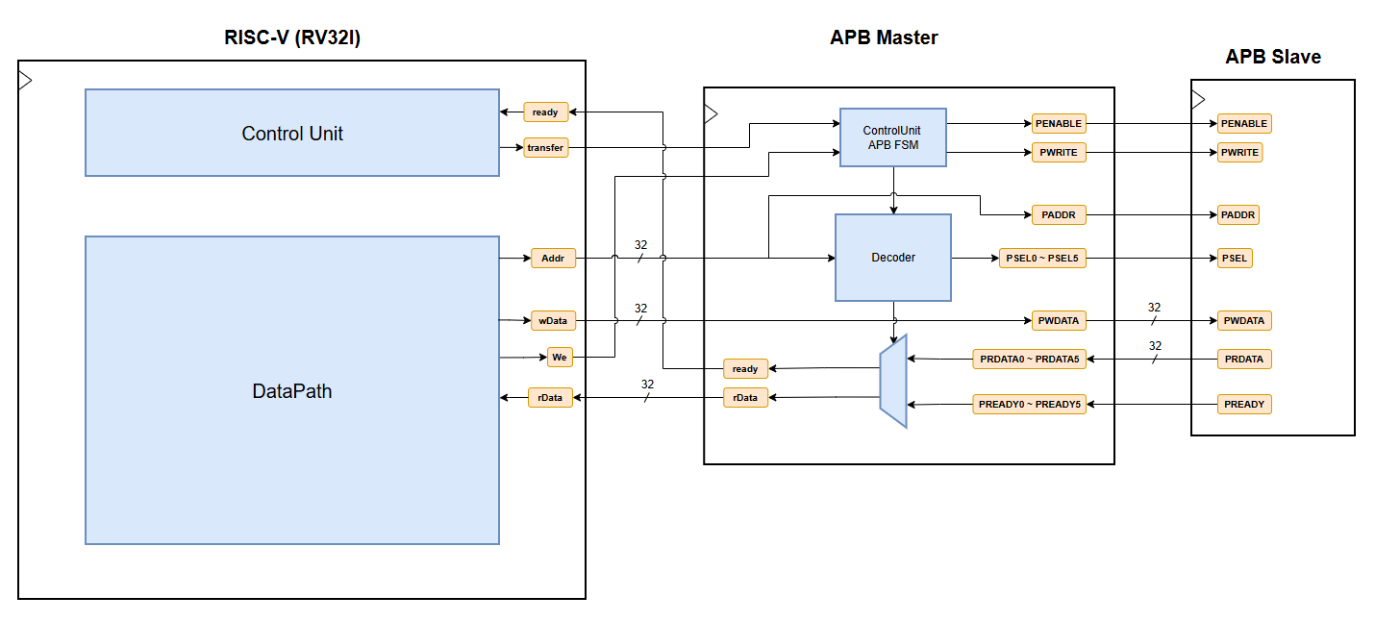 RISC-V (RV32I)
APB Master
APB Slave
Control Unit
ready
transfer
DataPath
Addr
32
wData
32
We
rData
32
ControlUnit
APB FSM
Decoder
PENABLE
PWRITE
PADDR
PSEL0 ~ PSEL5
PWDATA
PRDATA0 ~ PRDATA5
PREADY0 ~ PREADY5
ready
rData
32
32
PENABLE
PWRITE
PADDR
PSEL
PWDATA
PRDATA
PREADY